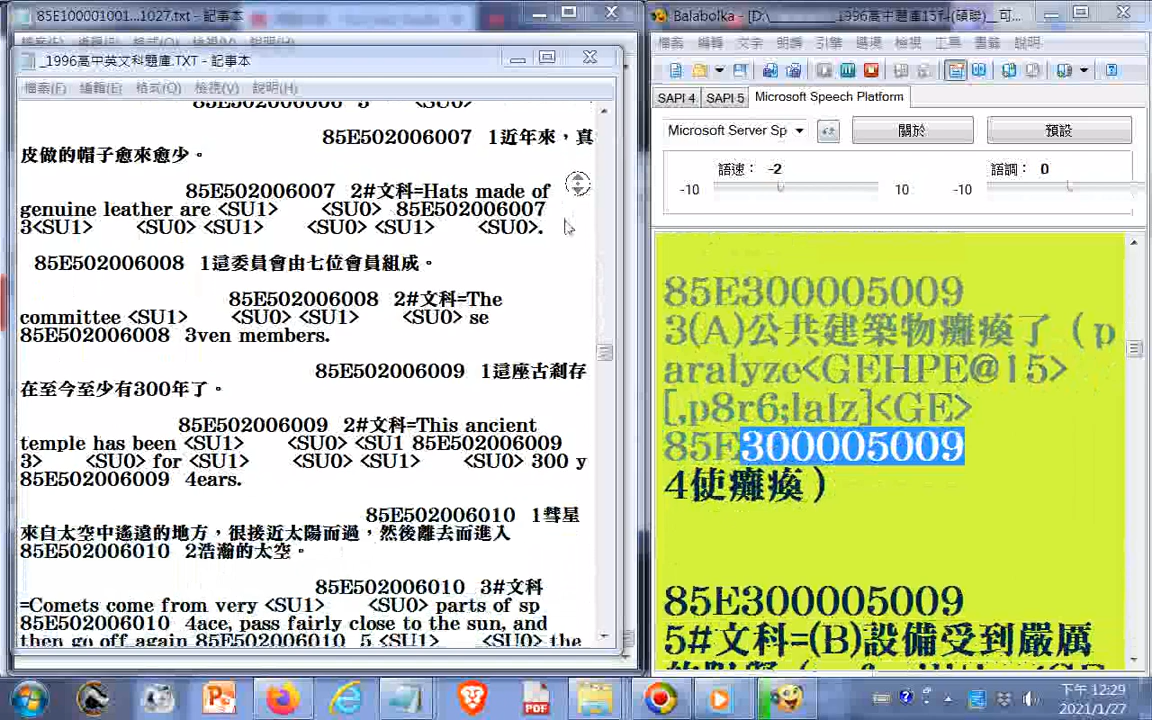 85E100001001...1027.txt - 記事本
_1996高中英文科題庫.TXT - 記事本
檔案(F) 編輯(E) 格式(O) 檢視(V) 說明(H)
85E502006006 3 <SU0>
85E502006007 1近年來，真
皮做的帽子愈來愈少。
85E502006007 2#文科=Hats made of
genuine leather are <SU1> <SU0> 85E502006007
3<SU1> <SU0> <SU1> <SU0> <SU1> <SU0>.
85E502006008 1這委員會由七位會員組成。
85E502006008 2#文科=The
committee <SU1> <SU0> <SU1> <SU0> se
85E502006008 3ven members.
85E502006009 1這座古剎存
在至今至少有300年了。
85E502006009 2#文科=This ancient
temple has been <SU1> <SU0> <SU1 85E502006009
3> <SU0> for <SU1> <SU0> <SU1> <SU0> 300 y
85E502006009 4ears.
85E502006010 1彗星
來自太空中遙遠的地方，很接近太陽而過，然後離去而進入
85E502006010 2浩瀚的太空。
85E502006010 3#文科
=Comets come from very <SU1> <SU0> parts of sp
85E502006010 4ace, pass fairly close to the sun, and
then go off again 85E502006010 5 <SU1> <SU0> the
Balabolka - [D:\_______1996高中題庫15科(碩聯)__可...
檔案 編輯 文字 朗讀 引擎 選項 檢視 工具 書籤 說明
SAPI 4 SAPI 5 Microsoft Speech Platform
Microsoft Server Sp 關於 預設
語速： -2 語調： 0
-10 10 -10
85E300005009
3(A)公共建築物癱瘓了（p
aralyze<GEHPE@15>
[,p8r6;laIz]<GE>
85E300005009
4使癱瘓）
85E300005009
5#文科=(B)設備受到嚴厲
下午 12:29
2021/1/27